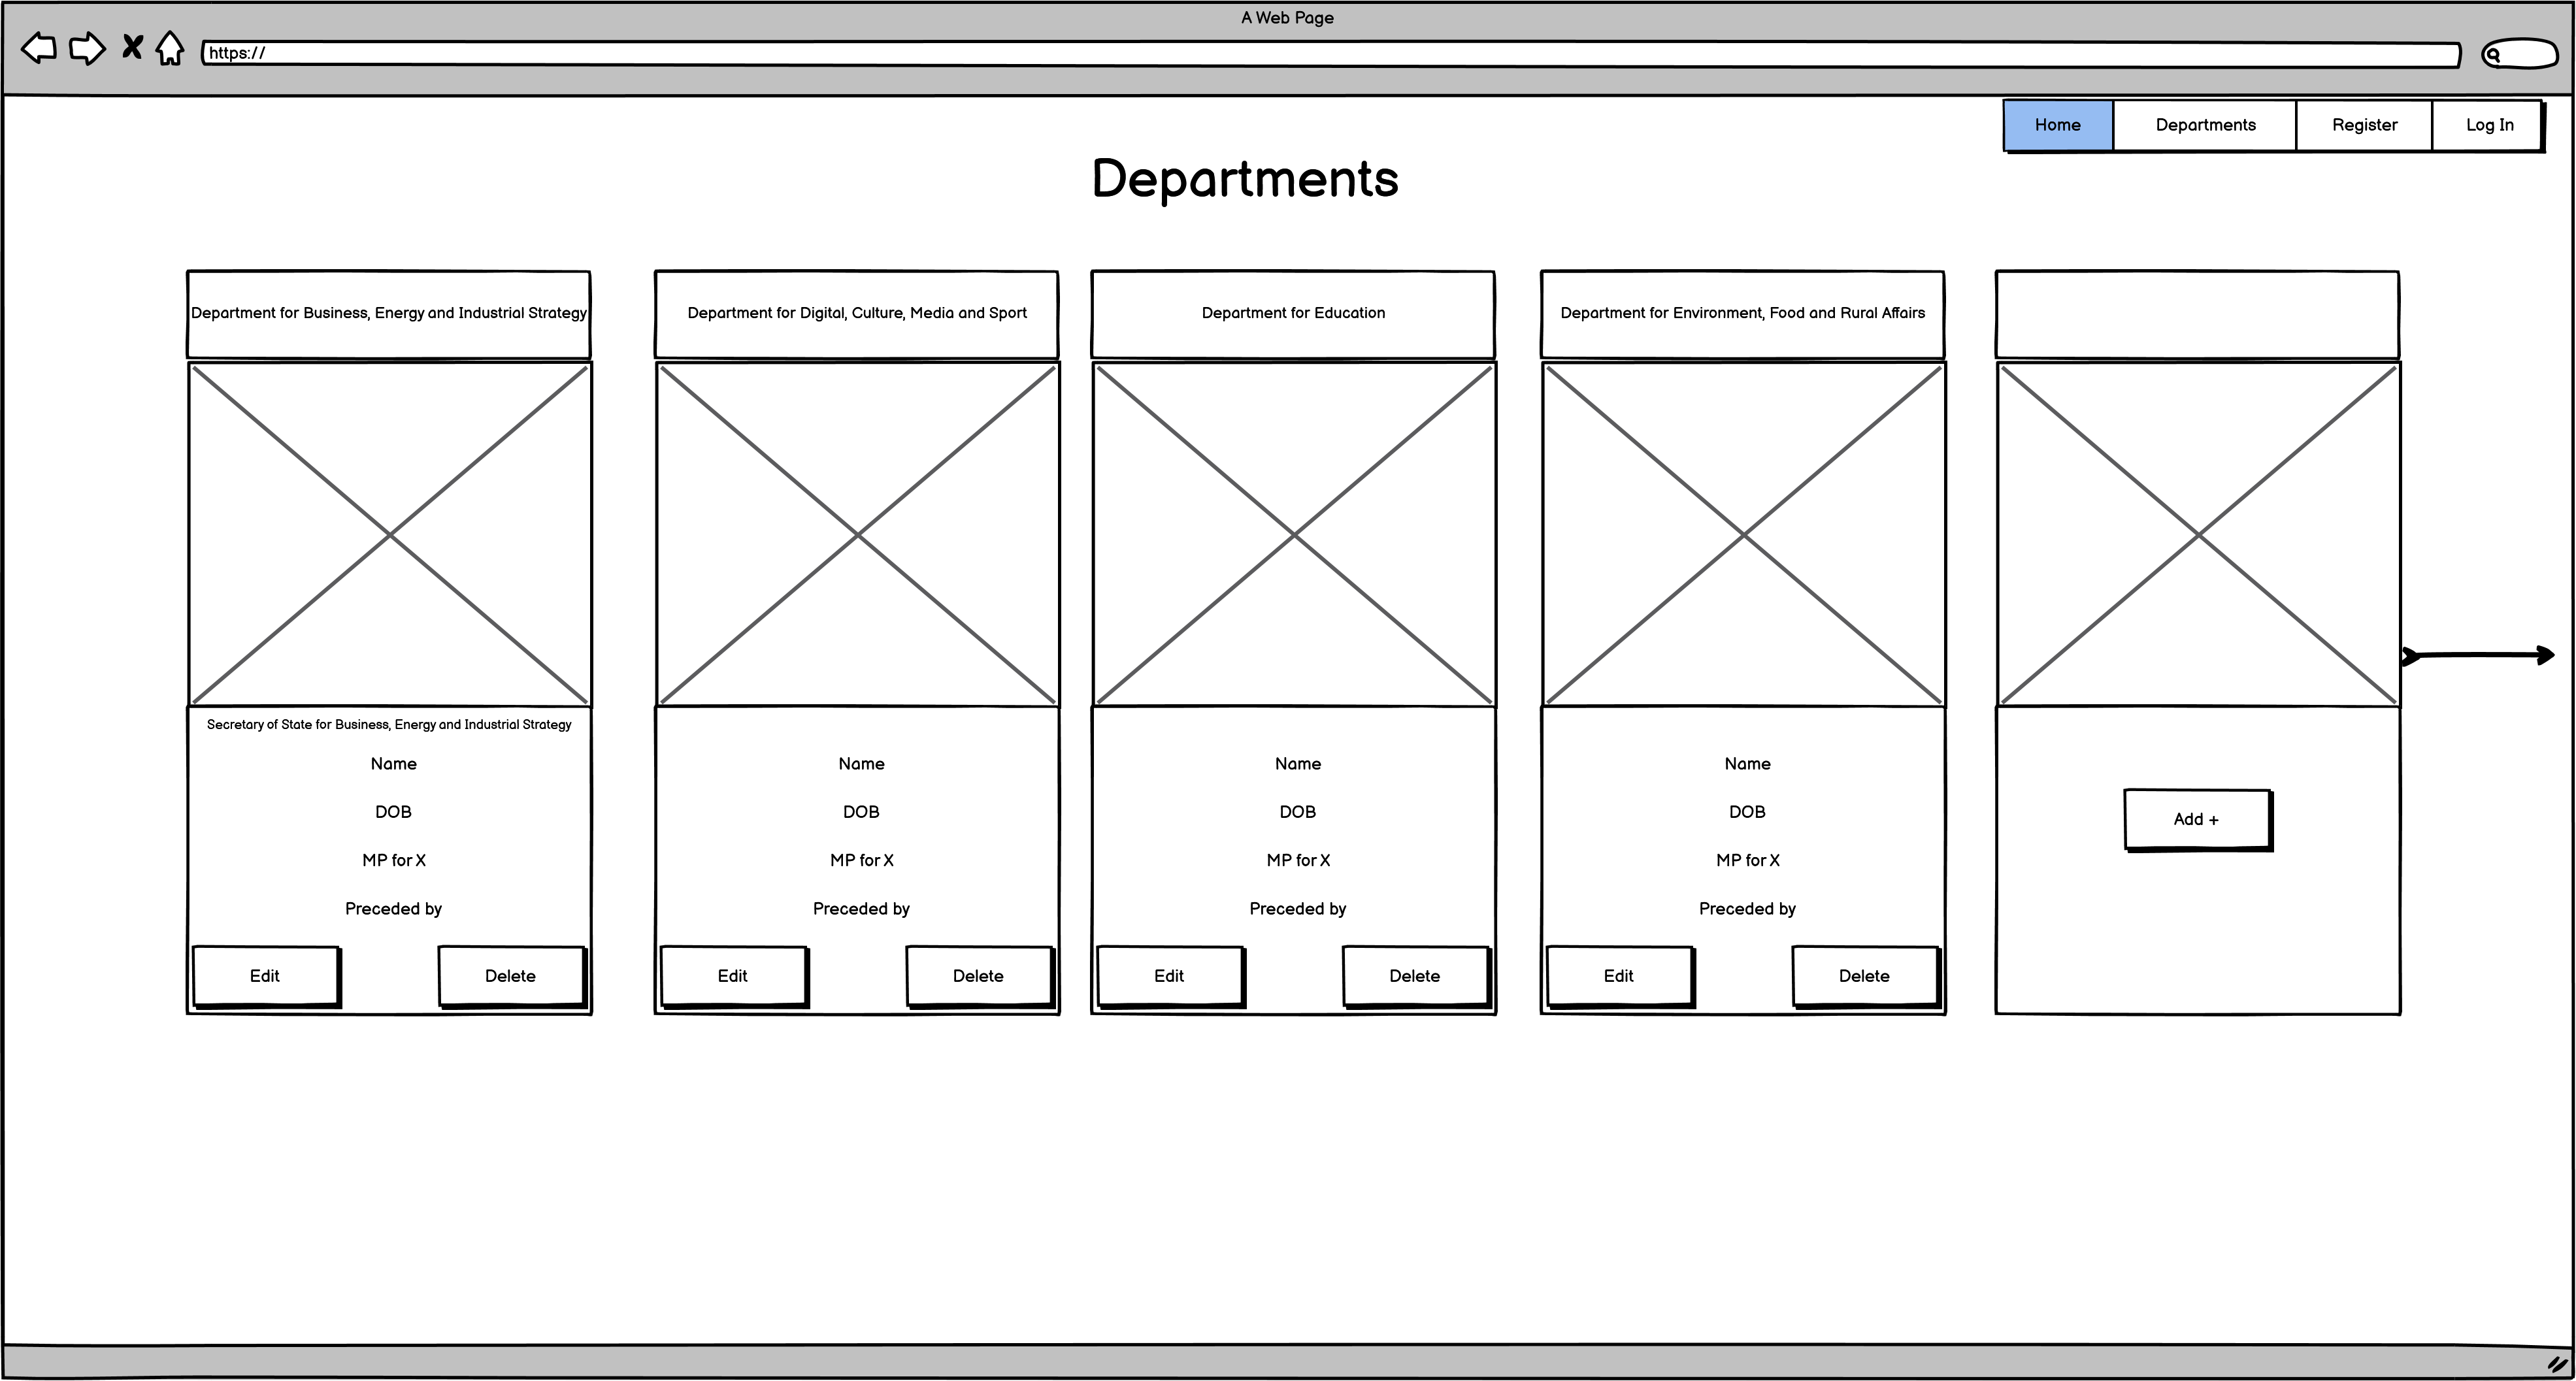 A Web Page
https://
Home
Departments
Register
Log In
Departments
Department for Business, Energy and Industrial Strategy
Department for Digital, Culture, Media and Sport
Department for Education
Department for Environment, Food and Rural Affairs
Secretary of State for Business, Energy and Industrial Strategy
Name
DOB
MP for X
Preceded by
Edit
Delete
Name
DOB
MP for X
Preceded by
Edit
Delete
Name
DOB
MP for X
Preceded by
Edit
Delete
Name
DOB
MP for X
Preceded by
Edit
Delete
Add +